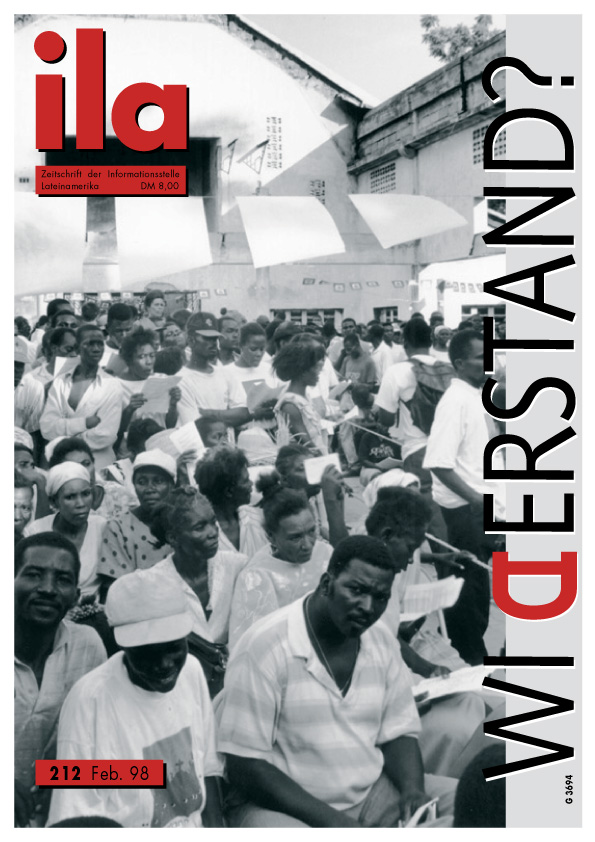 ila
Zeitschrift der Informationsstelle
Lateinamerika DM 8,00
WIDERSTAND?
212 Feb. 98
G 3694